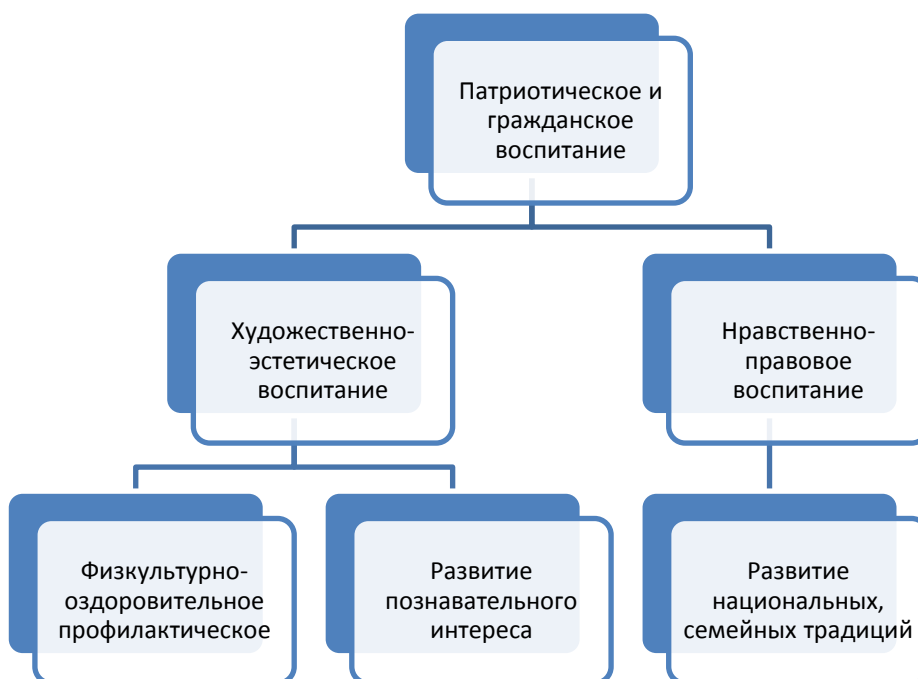 Патриотическое и
гражданское
воспитание
Художественно-
эстетическое
воспитание
Нравственно-
правовое
воспитание
Физкультурно-
оздоровительное
профилактическое
Развитие
познавательного
интереса
Развитие
национальных,
семейных традиций